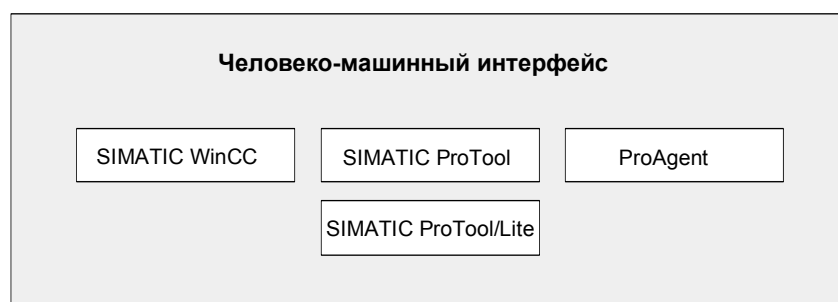 Человеко-машинный интерфейс
SIMATIC WinCC
SIMATIC ProTool
ProAgent
SIMATIC ProTool/Lite